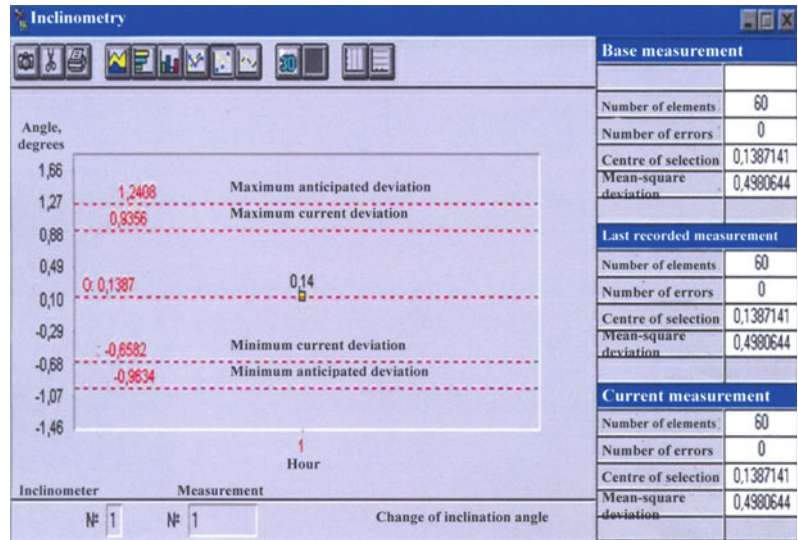 Inclinometry
30
Angle,
degrees
1,66
1,27
0,88
0,49
0,10
-0,29
-0,68
-1,07
-1,46
1,2408 Maximum anticipated deviation
0,9356 Maximum current deviation
O: 0,1387 0,14
-0,6582 Minimum current deviation
-0,9634 Minimum anticipated deviation
1
Hour
Inclinometer Measurement
№ 1 № 1 Change of inclination angle
Base measurement
Number of elements 60
Number of errors 0
Centre of selection 0,1387141
Mean-square
deviation 0,4980644
Last recorded measurement
Number of elements 60
Number of errors 0
Centre of selection 0,1387141
Mean-square
deviation 0,4980644
Current measurement
Number of elements 60
Number of errors 0
Centre of selection 0,1387141
Mean-square
deviation 0,4980644